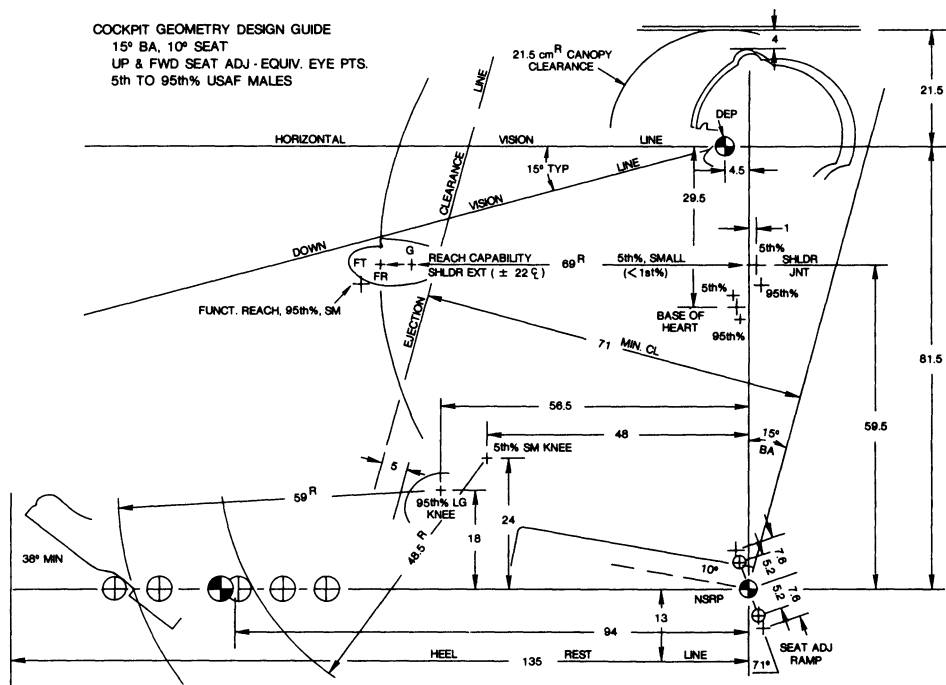 COCKPIT GEOMETRY DESIGN GUIDE
15° BA, 10° SEAT
UP & FWD SEAT ADJ - EQUIV. EYE PTS.
5th TO 95th% USAF MALES
21.5 cm R CANOPY
CLEARANCE
4
21.5
DEP
HORIZONTAL VISION LINE
15° TYP
4.5
29.5
DOWN VISION LINE
EJECTION CLEARANCE LINE
1
5th%
SHLDR
JNT
95th%
FT
G
FR
REACH CAPABILITY
SHLDR EXT ( ± 22 ℄ )
69 R
5th%, SMALL
(< 1st%)
5th%
BASE OF
HEART
95th%
FUNCT. REACH, 95th%, SM
71 MIN. CL
81.5
59.5
56.5
48
15°
BA
5th% SM KNEE
5
59 R
95th% LG
KNEE
48.5 R
18
24
38° MIN
10°
7.6
5.2
7.6
5.2
NSRP
13
94
SEAT ADJ
RAMP
HEEL REST LINE
135
71°